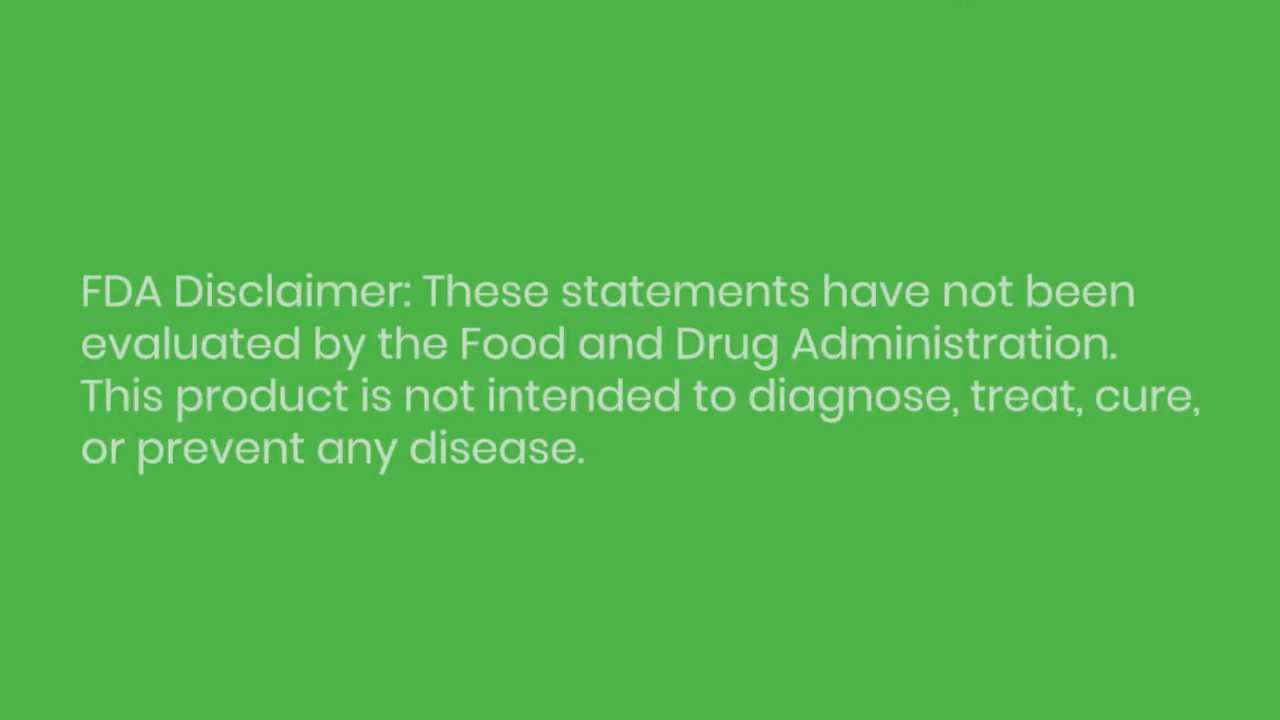 FDA Disclaimer: These statements have not been
evaluated by the Food and Drug Administration.
This product is not intended to diagnose, treat, cure,
or prevent any disease.